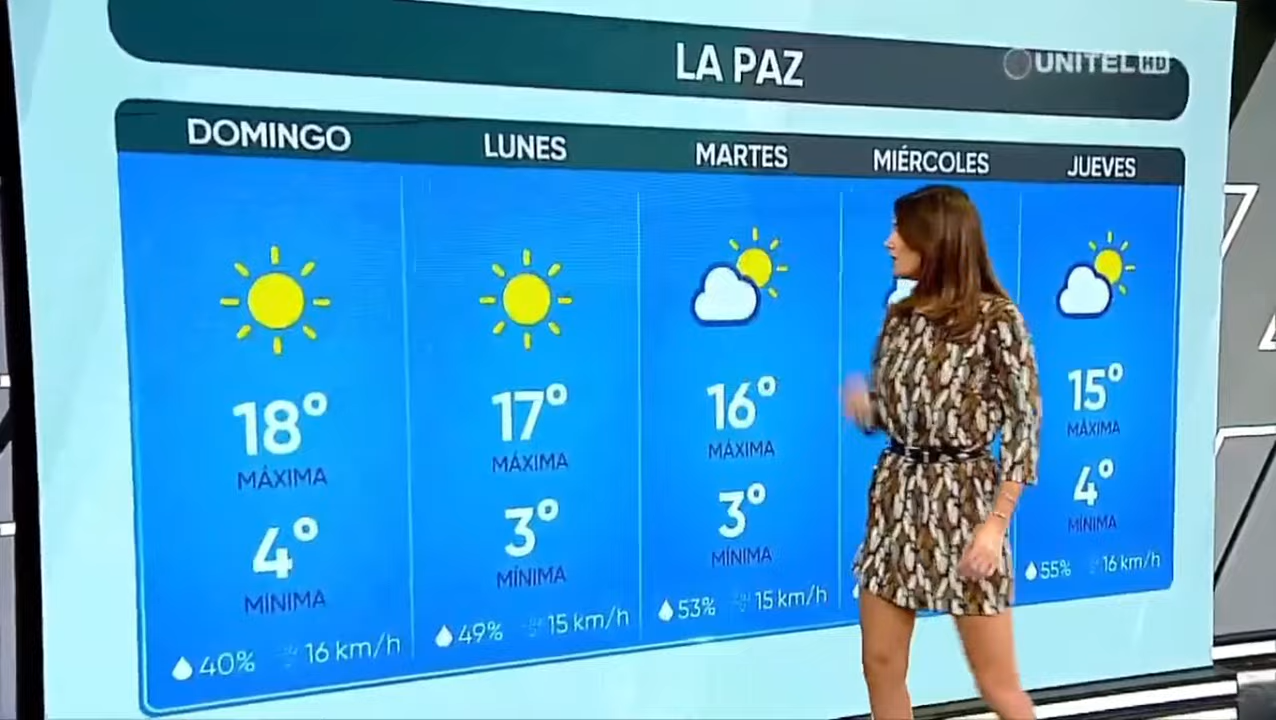 LA PAZ
UNITEL HD
DOMINGO
18°
MÁXIMA
4°
MÍNIMA
40% 16 km/h
LUNES
17°
MÁXIMA
3°
MÍNIMA
49% 15 km/h
MARTES
16°
MÁXIMA
3°
MÍNIMA
53% 15 km/h
MIÉRCOLES
JUEVES
15°
MÁXIMA
4°
MÍNIMA
55% 16 km/h